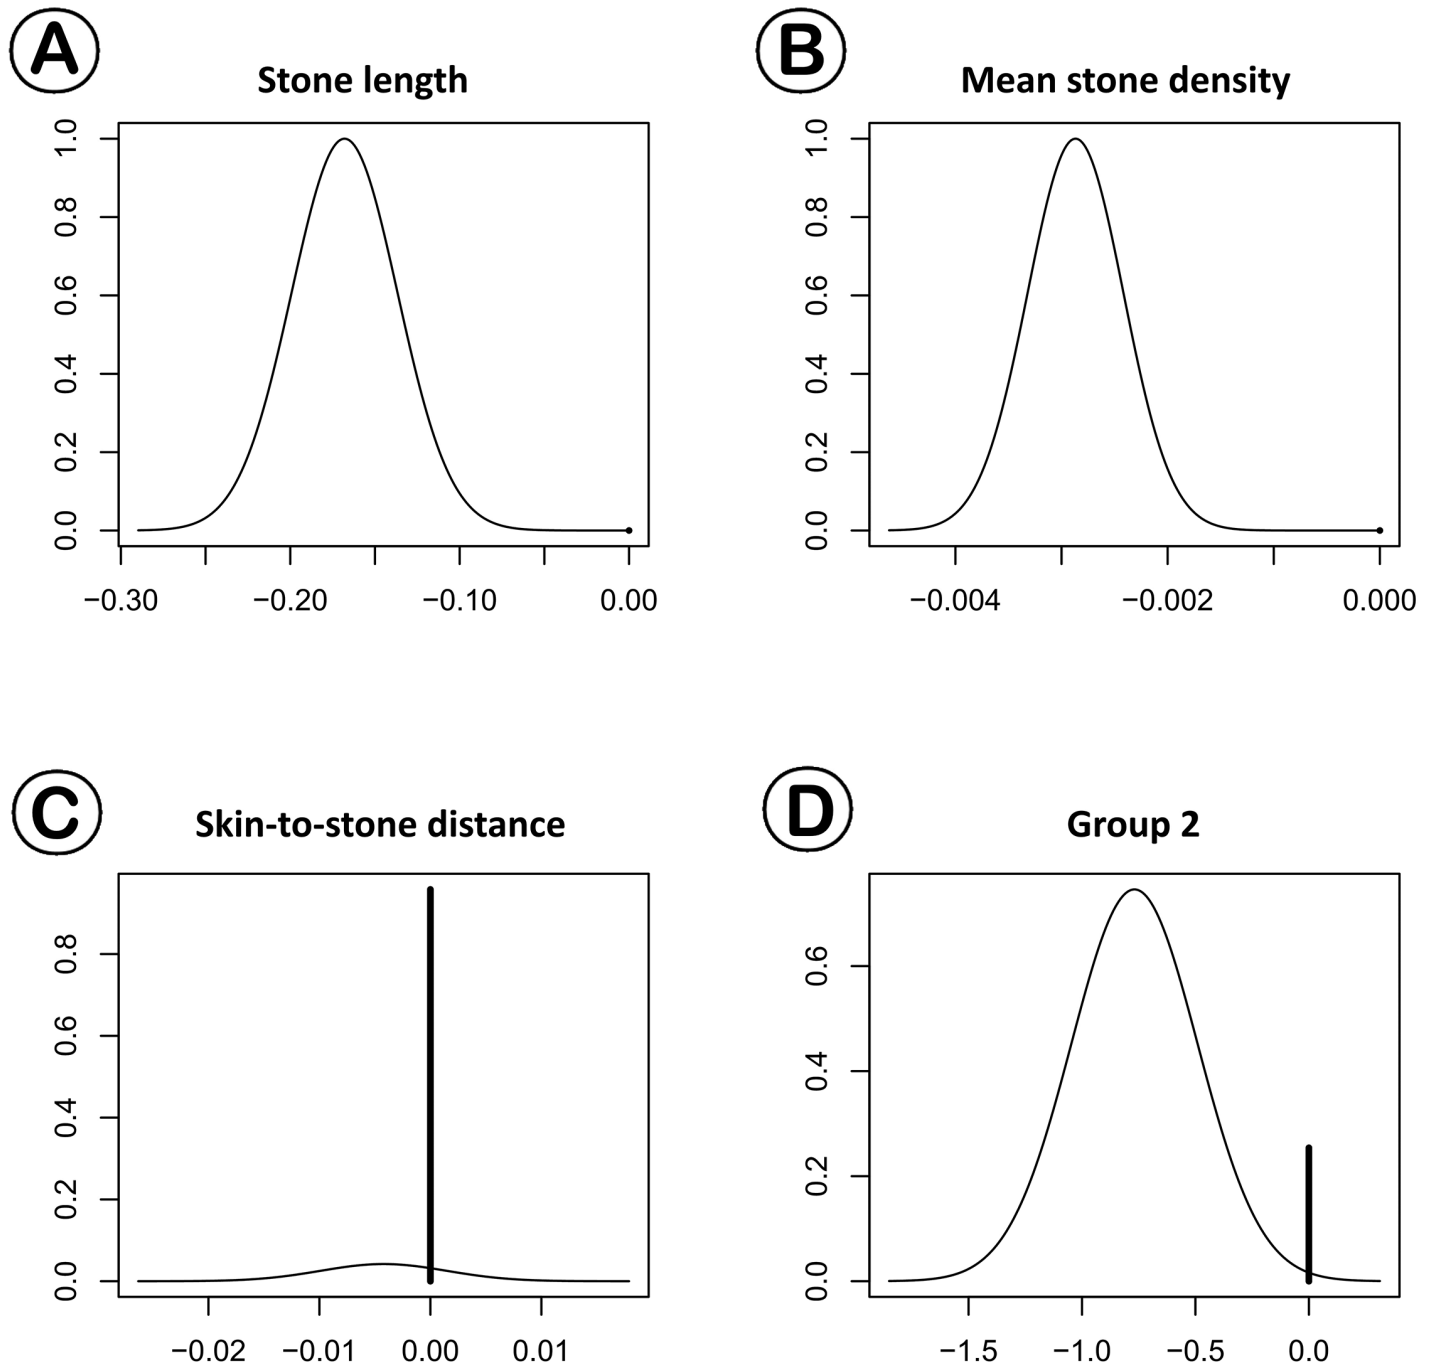 A
Stone length
1.0
0.8
0.6
0.4
0.2
0.0
−0.30 −0.20 −0.10 0.00
B
Mean stone density
1.0
0.8
0.6
0.4
0.2
0.0
−0.004 −0.002 0.000
C
Skin-to-stone distance
0.8
0.6
0.4
0.2
0.0
−0.02 −0.01 0.00 0.01
D
Group 2
0.6
0.4
0.2
0.0
−1.5 −1.0 −0.5 0.0